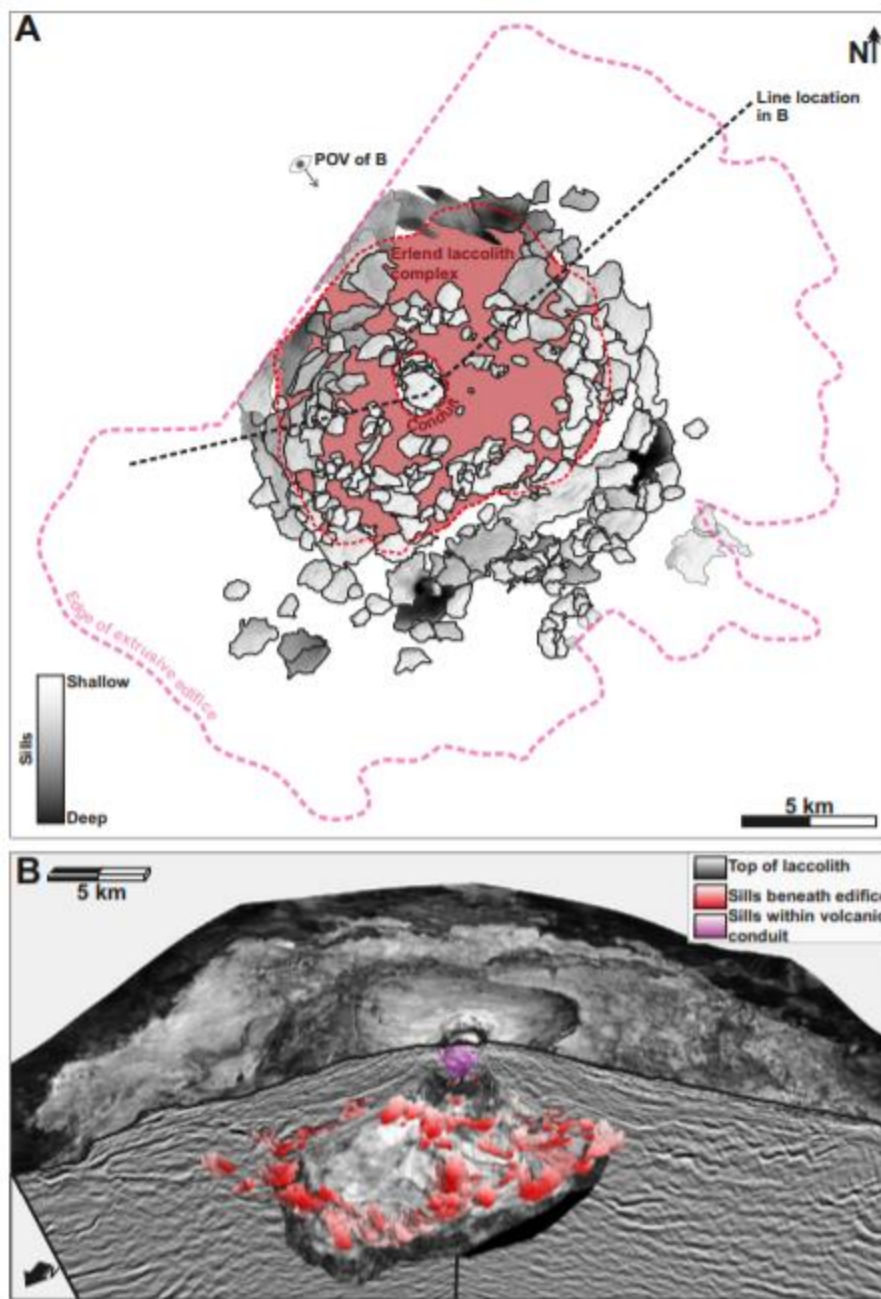 A
N
Line location
in B
POV of B
Erlend laccolith
complex
Conduit
Edge of extrusive edifice
Shallow
Sills
Deep
5 km
B
5 km
Top of laccolith
Sills beneath edifice
Sills within volcanic
conduit